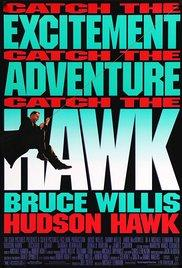 CATCH THE
EXCITEMENT
CATCH THE
ADVENTURE
CATCH THE
HAWK
BRUCE WILLIS
HUDSON HAWK